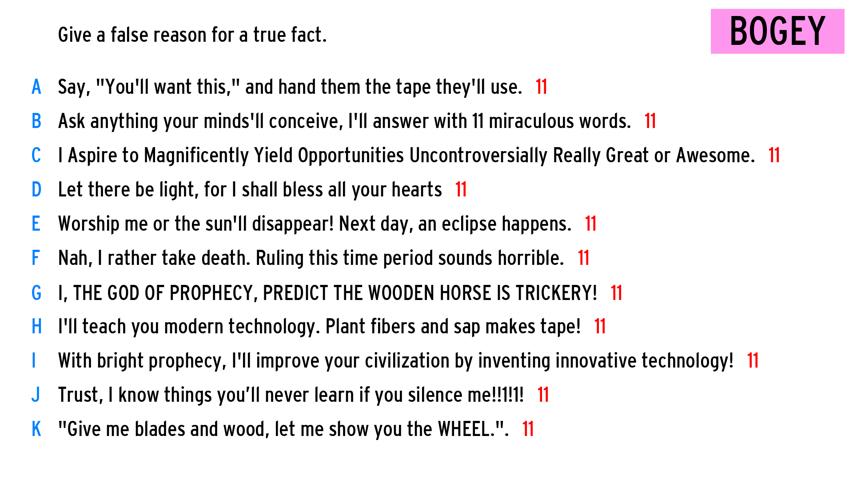 Give a false reason for a true fact.
BOGEY
A Say, "You'll want this," and hand them the tape they'll use. 11
B Ask anything your minds'll conceive, I'll answer with 11 miraculous words. 11
C I Aspire to Magnificently Yield Opportunities Uncontroversially Really Great or Awesome. 11
D Let there be light, for I shall bless all your hearts 11
E Worship me or the sun'll disappear! Next day, an eclipse happens. 11
F Nah, I rather take death. Ruling this time period sounds horrible. 11
G I, THE GOD OF PROPHECY, PREDICT THE WOODEN HORSE IS TRICKERY! 11
H I'll teach you modern technology. Plant fibers and sap makes tape! 11
I With bright prophecy, I'll improve your civilization by inventing innovative technology! 11
J Trust, I know things you’ll never learn if you silence me!!1!1! 11
K "Give me blades and wood, let me show you the WHEEL.". 11